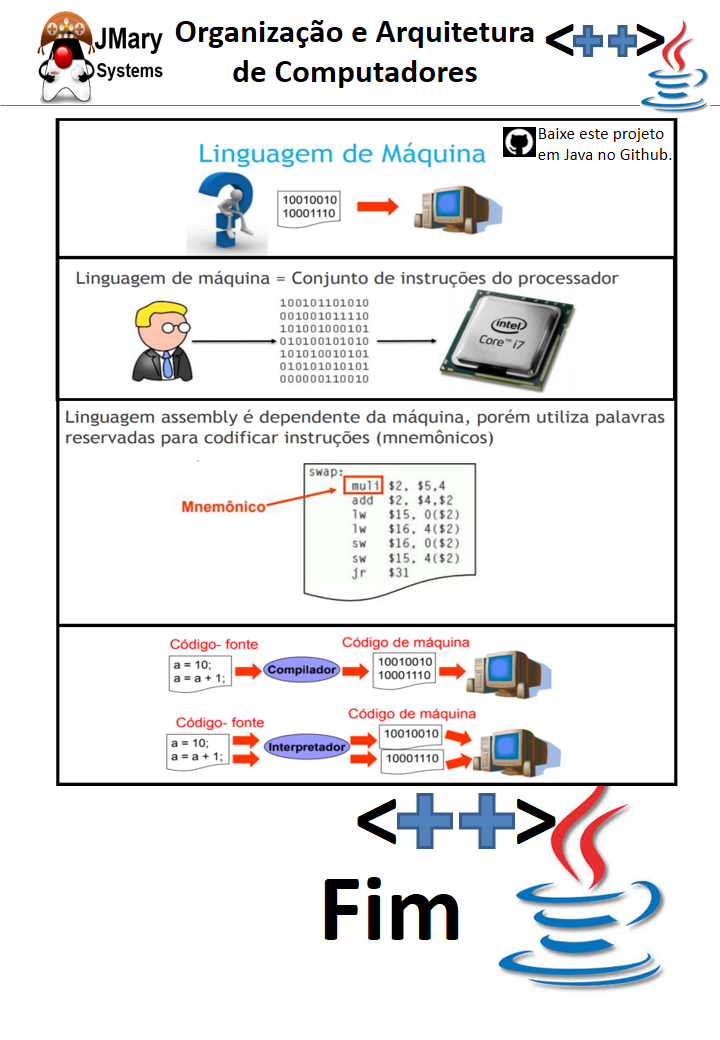 JMary
Systems
Organização e Arquitetura
de Computadores
<++>
Linguagem de Máquina
Baixe este projeto
em Java no Github.
10010010
10001110
Linguagem de máquina = Conjunto de instruções do processador
100101101010
001001011110
101001000101
010100101010
101010010101
010101010101
000000110010
intel
Core™ i7
Linguagem assembly é dependente da máquina, porém utiliza palavras
reservadas para codificar instruções (mnemônicos)
Mnemônico
swap:
muli $2, $5,4
add $2, $4,$2
lw $15, 0($2)
lw $16, 4($2)
sw $16, 0($2)
sw $15, 4($2)
jr $31
Código- fonte
a = 10;
a = a + 1;
Compilador
Código de máquina
10010010
10001110
Código- fonte
a = 10;
a = a + 1;
Interpretador
Código de máquina
10010010
10001110
<++>
Fim